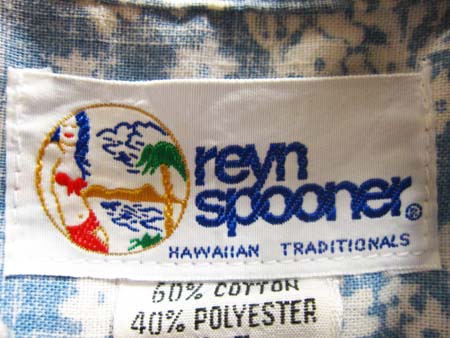 reyn
spooner®
HAWAIIAN TRADITIONALS
60% COTTON
40% POLYESTER